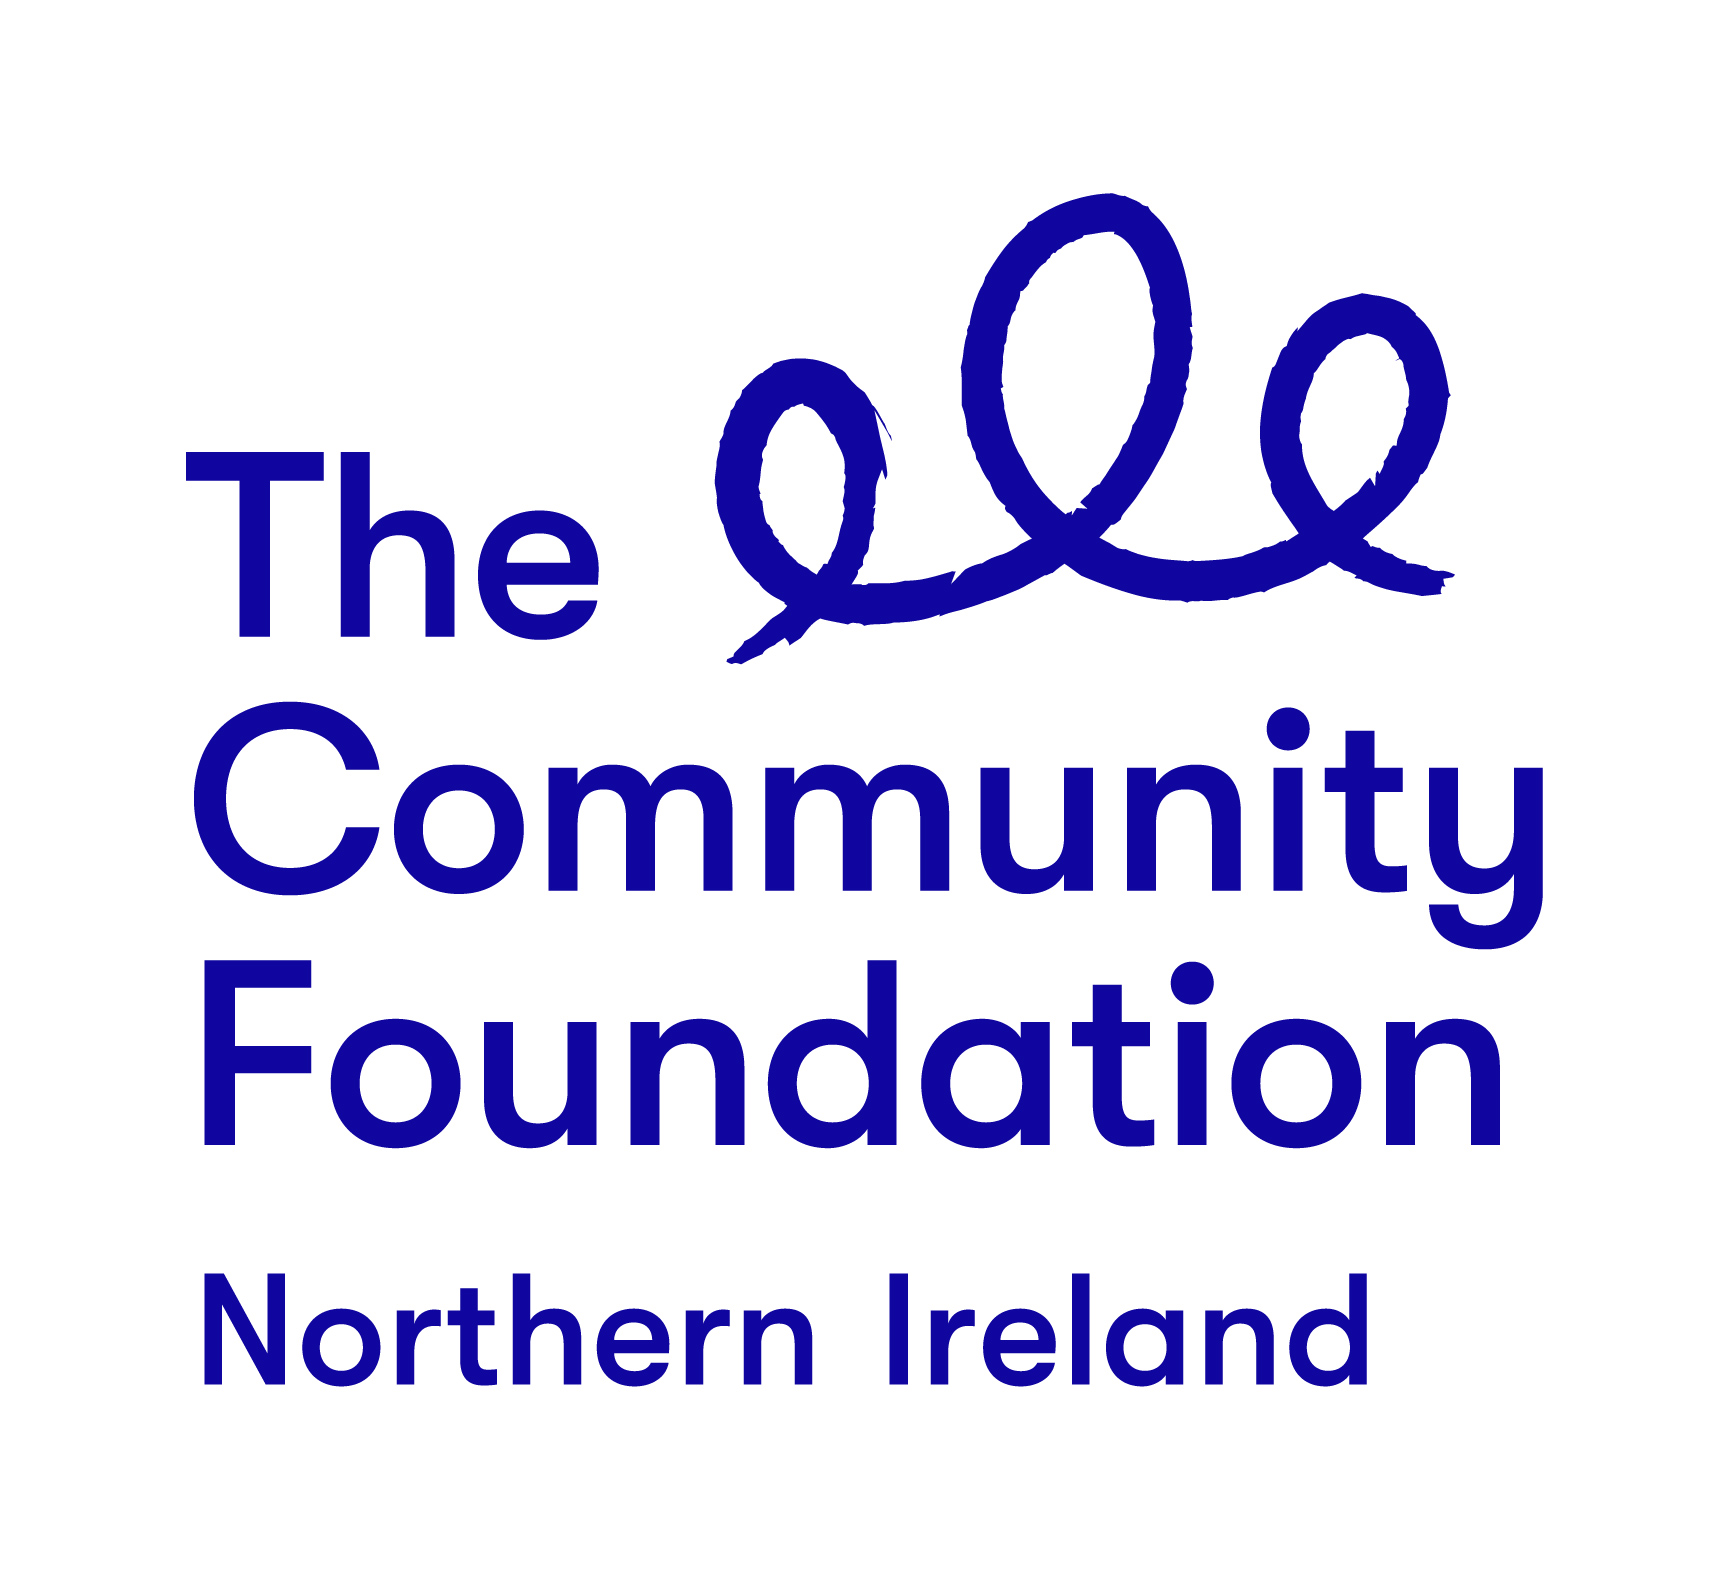 The
Community
Foundation
Northern Ireland